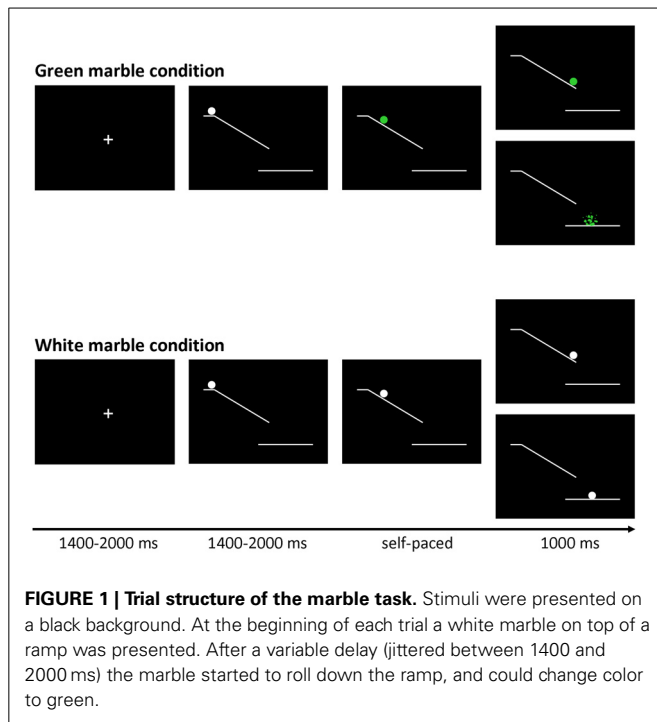 Green marble condition
White marble condition
1400-2000 ms 1400-2000 ms self-paced 1000 ms
FIGURE 1 | Trial structure of the marble task. Stimuli were presented on
a black background. At the beginning of each trial a white marble on top of a
ramp was presented. After a variable delay (jittered between 1400 and
2000 ms) the marble started to roll down the ramp, and could change color
to green.